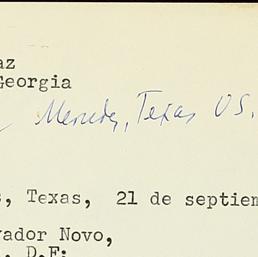 az
Georgia
Mercedes, Texas US.
, Texas, 21 de septiem
vador Novo,
. D.F: